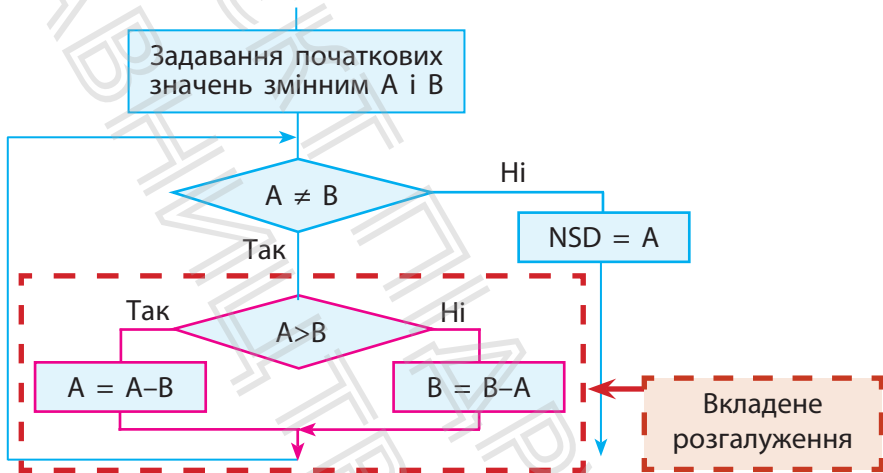 Задавання початкових
значень змінним A і B
A ≠ B
Ні
NSD = A
Так
Так
A>B
Ні
A = A–B
B = B–A
Вкладене
розгалуження